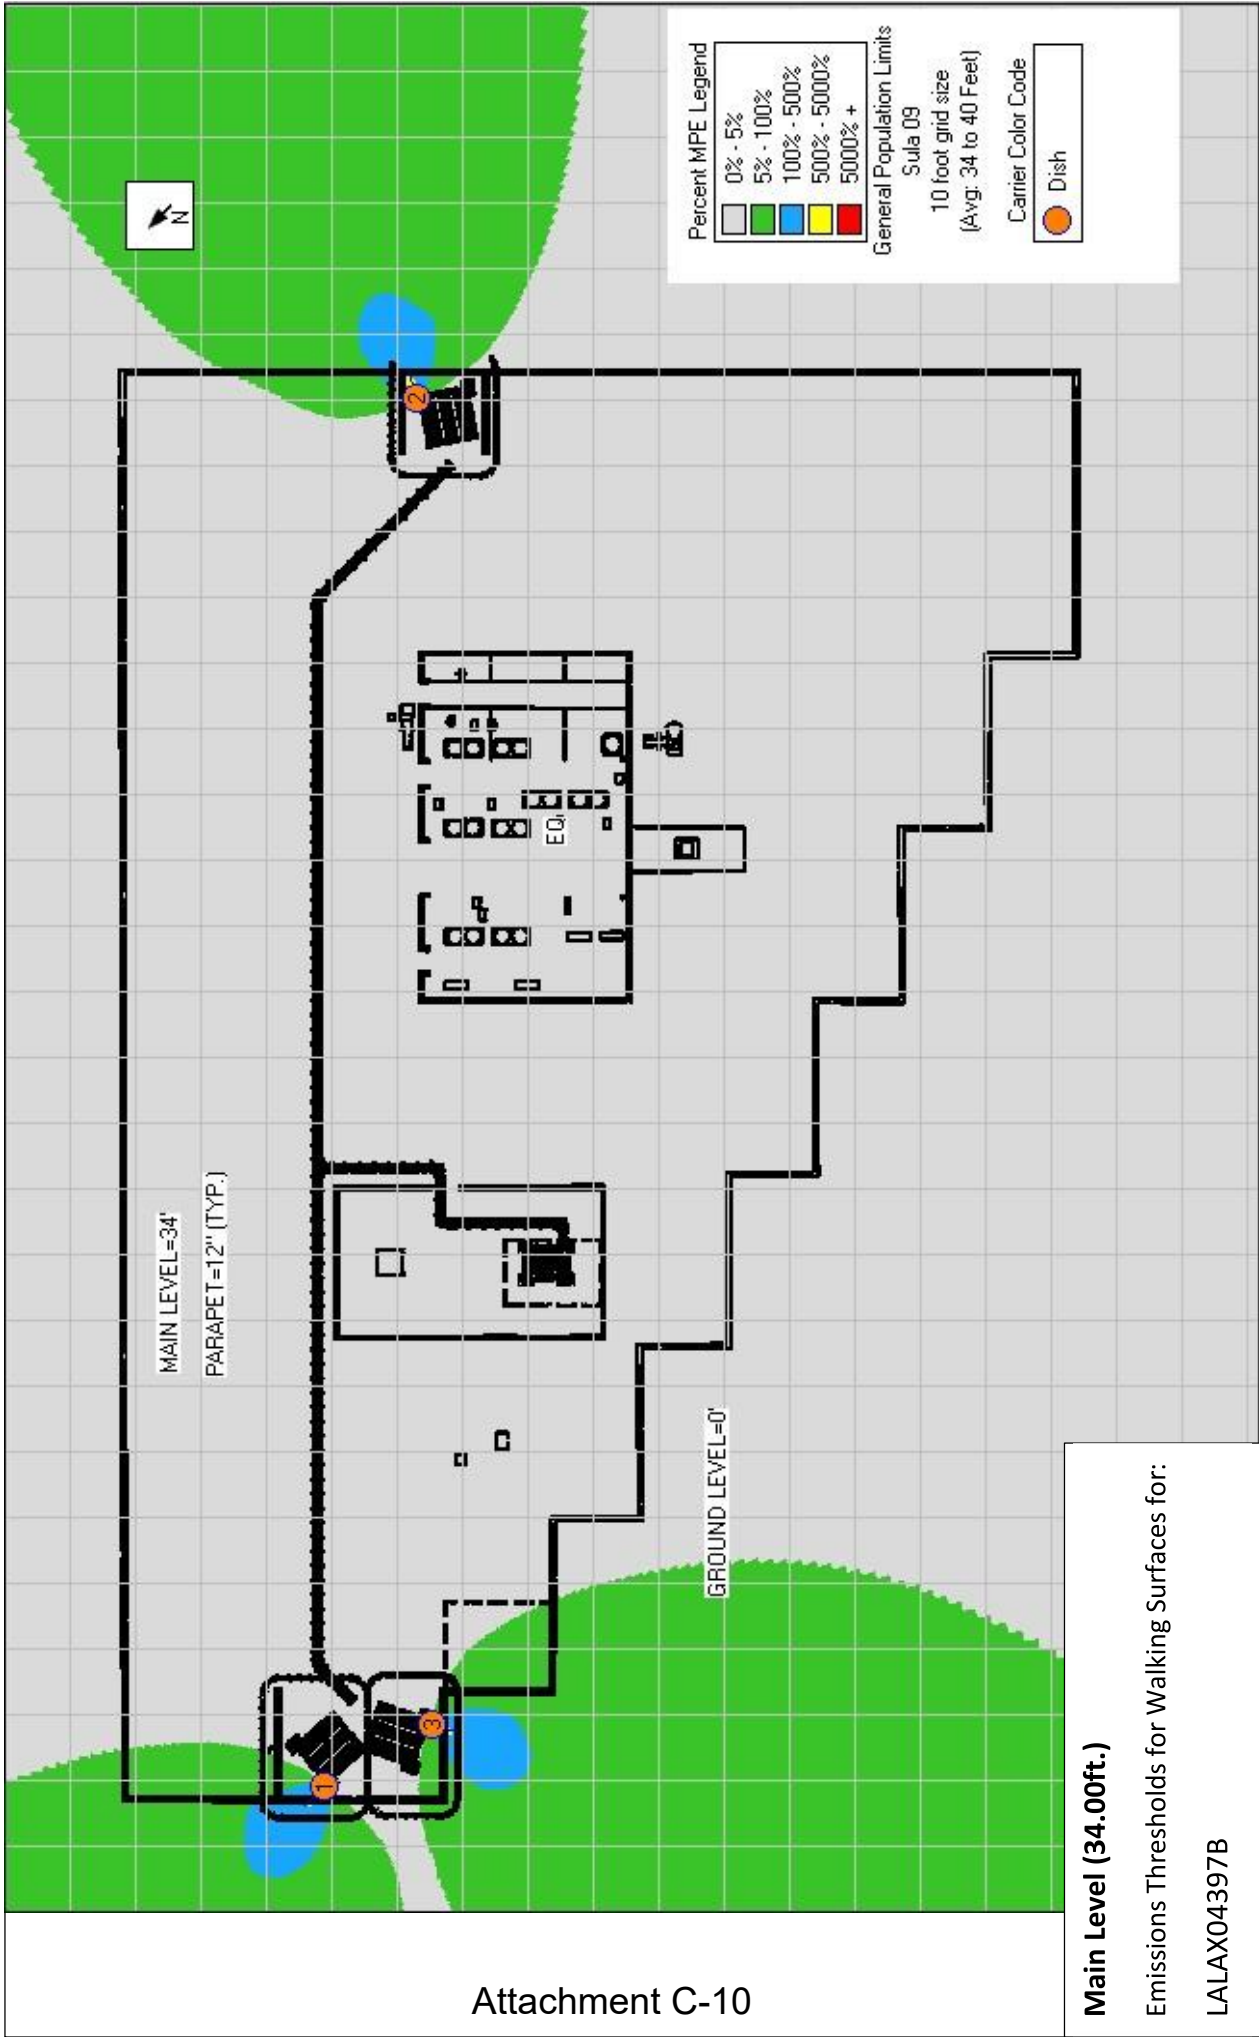 N
Percent MPE Legend
0% - 5%
5% - 100%
100% - 500%
500% - 5000%
5000% +
General Population Limits
Sula 09
10 foot grid size
(Avg: 34 to 40 Feet)
Carrier Color Code
Dish
2
EQ.
MAIN LEVEL=34'
PARAPET=12" (TYP.)
GROUND LEVEL=0'
1
3
Main Level (34.00ft.)
Emissions Thresholds for Walking Surfaces for:
LALAX04397B
Attachment C-10